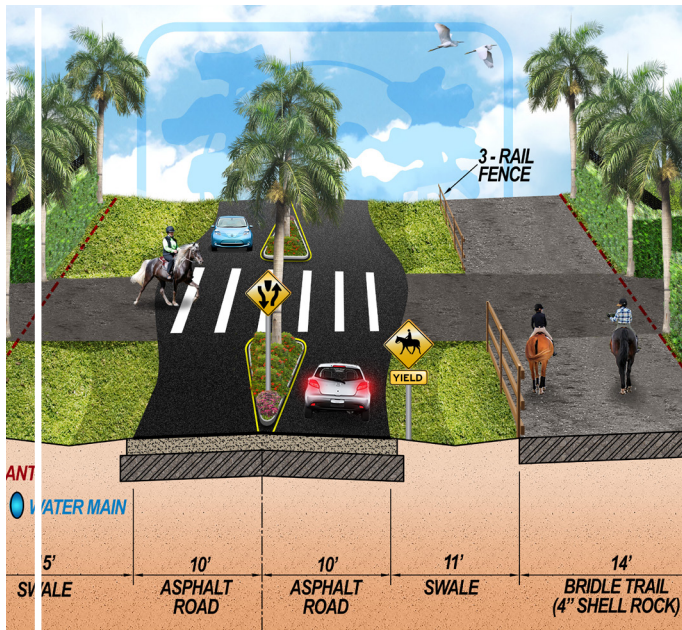 3 - RAIL
FENCE
YIELD
ANT
WATER MAIN
5'
SWALE
10'
ASPHALT
ROAD
10'
ASPHALT
ROAD
11'
SWALE
14'
BRIDLE TRAIL
(4" SHELL ROCK)